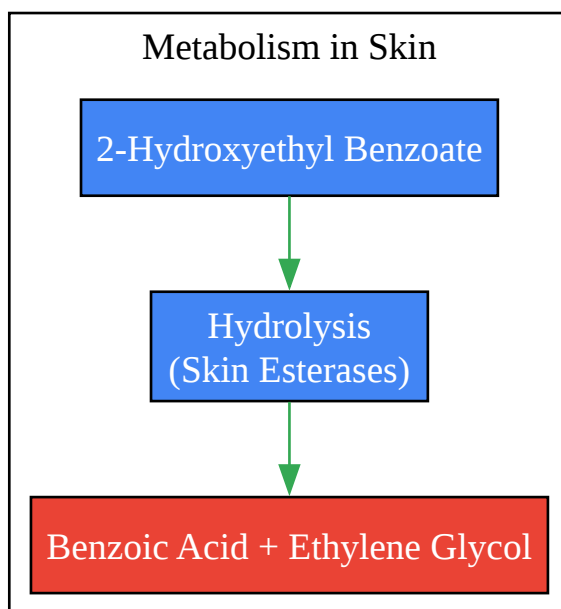 Metabolism in Skin
2-Hydroxyethyl Benzoate
Hydrolysis
(Skin Esterases)
Benzoic Acid + Ethylene Glycol